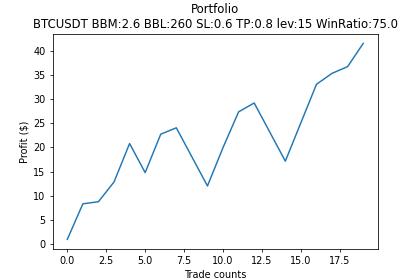 Portfolio
BTCUSDT BBM:2.6 BBL:260 SL:0.6 TP:0.8 lev:15 WinRatio:75.0
40
35
30
25
20
15
10
5
0
Profit ($)
0.0 2.5 5.0 7.5 10.0 12.5 15.0 17.5
Trade counts